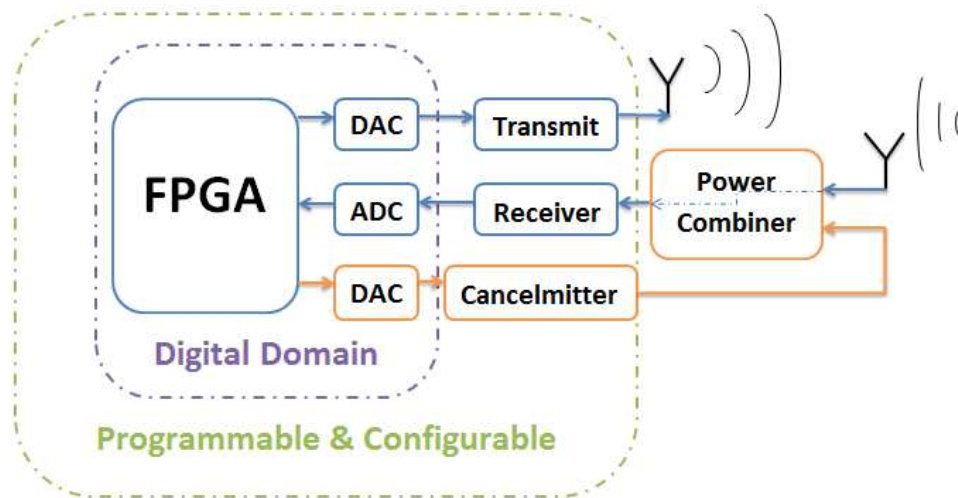 DAC
Transmit
FPGA
ADC
Receiver
Power
Combiner
DAC
Cancelmitter
Digital Domain
Programmable & Configurable